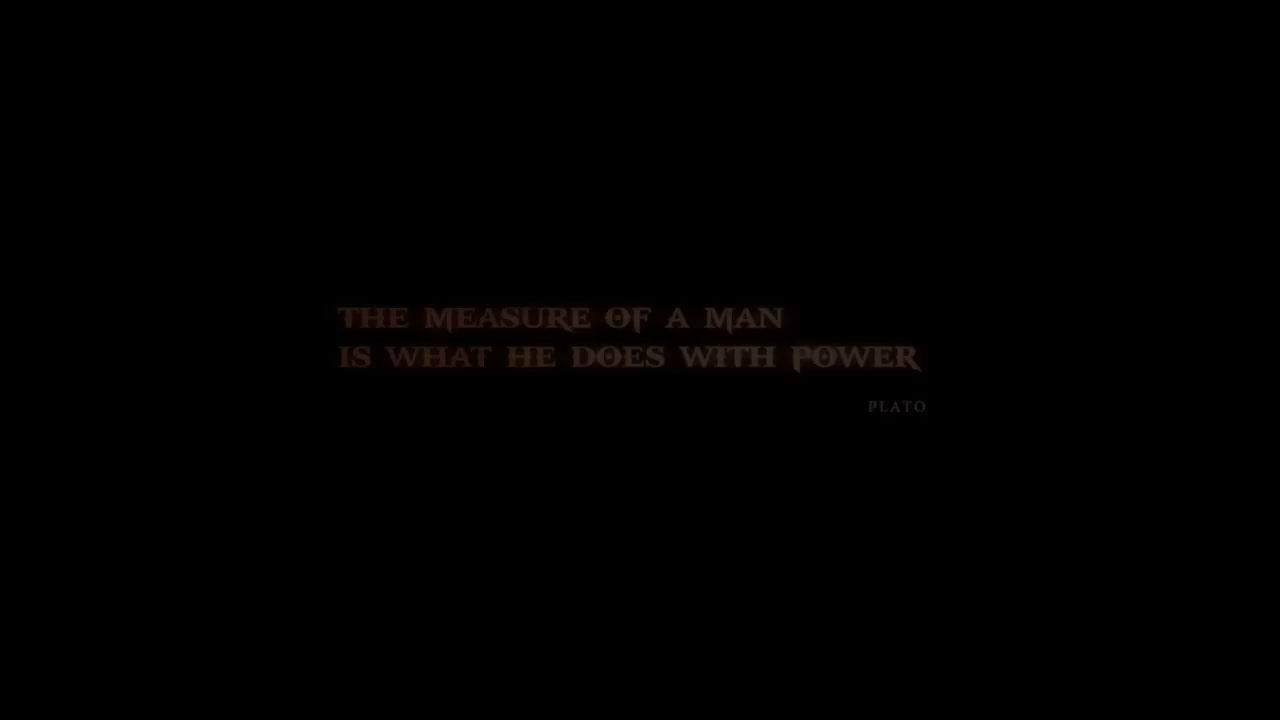 THE MEASURE OF A MAN
IS WHAT HE DOES WITH POWER
PLATO